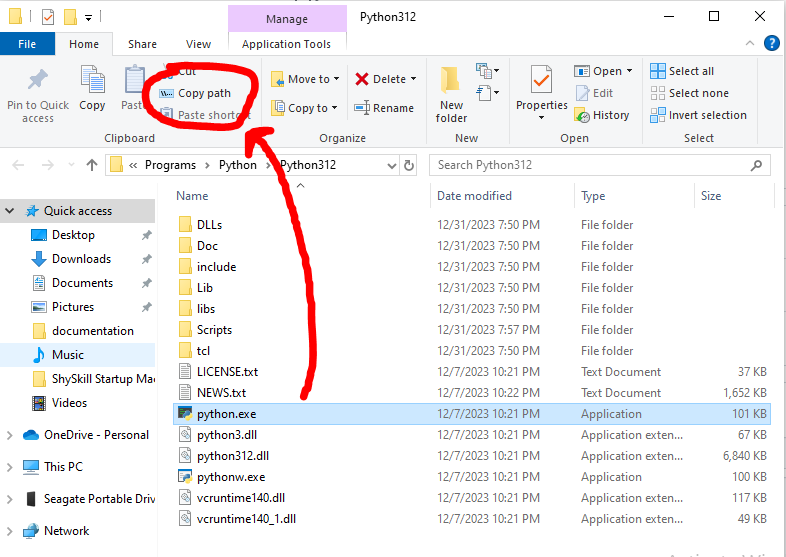 Manage
Python312
File
Home
Share
View
Application Tools
Pin to Quick access
Copy
Paste
Cut
Copy path
Paste shortc
Clipboard
Move to
Copy to
Delete
Rename
Organize
New folder
New
Properties
Open
Edit
History
Open
Select all
Select none
Invert selection
Select
« Programs > Python > Python312
Search Python312
Name Date modified Type Size
Quick access
Desktop
Downloads
Documents
Pictures
documentation
Music
ShySkill Startup Mac
Videos
OneDrive - Personal
This PC
Seagate Portable Driv
Network
DLLs 12/31/2023 7:50 PM File folder
Doc 12/31/2023 7:50 PM File folder
include 12/31/2023 7:50 PM File folder
Lib 12/31/2023 7:50 PM File folder
libs 12/31/2023 7:50 PM File folder
Scripts 12/31/2023 7:57 PM File folder
tcl 12/31/2023 7:50 PM File folder
LICENSE.txt 12/7/2023 10:21 PM Text Document 37 KB
NEWS.txt 12/7/2023 10:22 PM Text Document 1,652 KB
python.exe 12/7/2023 10:21 PM Application 101 KB
python3.dll 12/7/2023 10:21 PM Application exten... 67 KB
python312.dll 12/7/2023 10:21 PM Application exten... 6,840 KB
pythonw.exe 12/7/2023 10:21 PM Application 100 KB
vcruntime140.dll 12/7/2023 10:21 PM Application exten... 117 KB
vcruntime140_1.dll 12/7/2023 10:21 PM Application exten... 49 KB